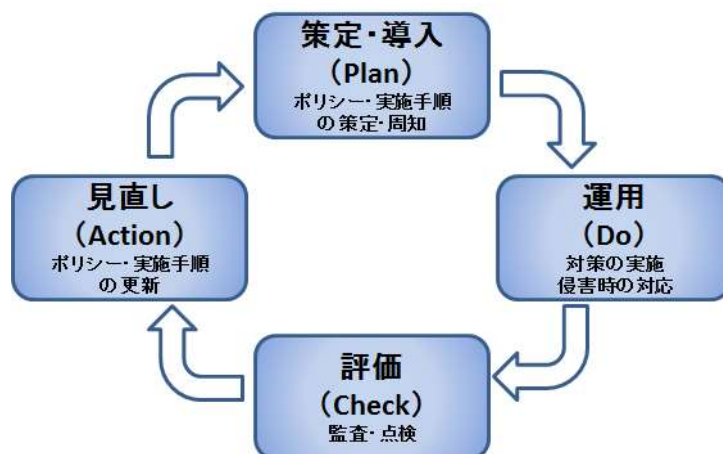 策定・導入
(Plan)
ポリシー・実施手順
の策定・周知
運用
(Do)
対策の実施
侵害時の対応
評価
(Check)
監査・点検
見直し
(Action)
ポリシー・実施手順
の更新